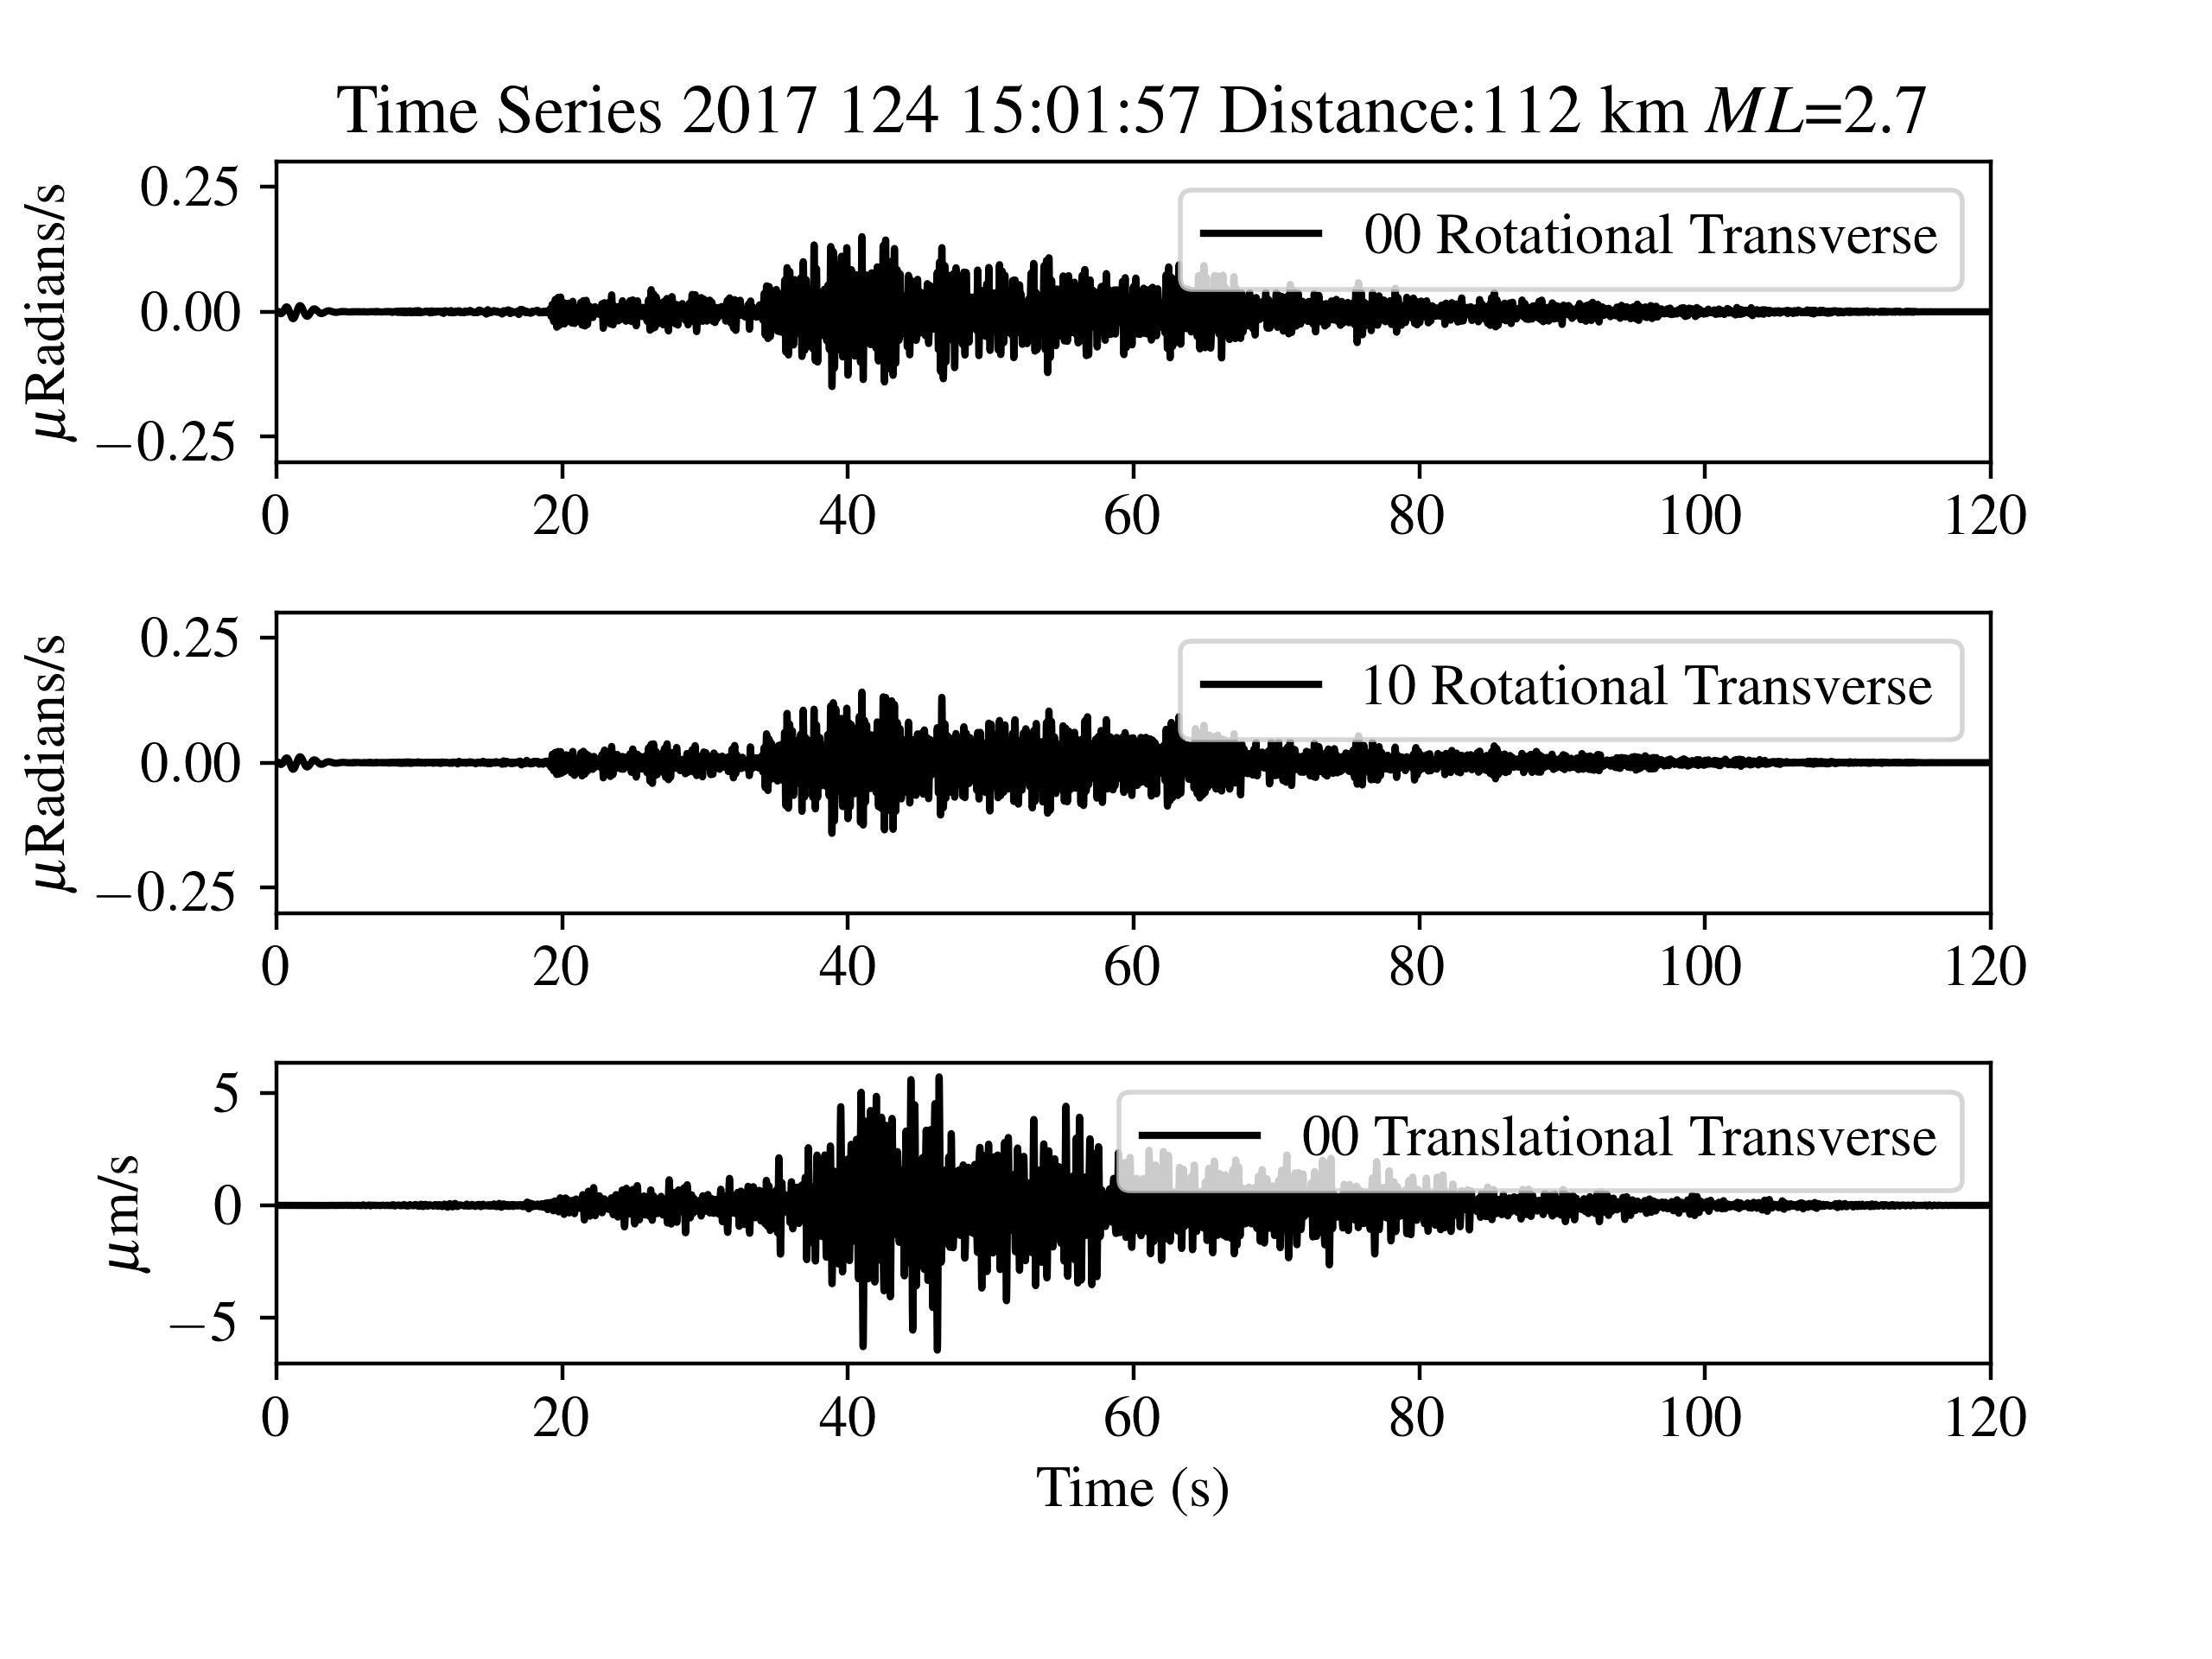 Time Series 2017 124 15:01:57 Distance:112 km ML=2.7
μRadians/s
0.25
0.00
−0.25
00 Rotational Transverse
0 20 40 60 80 100 120
μRadians/s
0.25
0.00
−0.25
10 Rotational Transverse
0 20 40 60 80 100 120
μm/s
5
0
−5
00 Translational Transverse
0 20 40 60 80 100 120
Time (s)